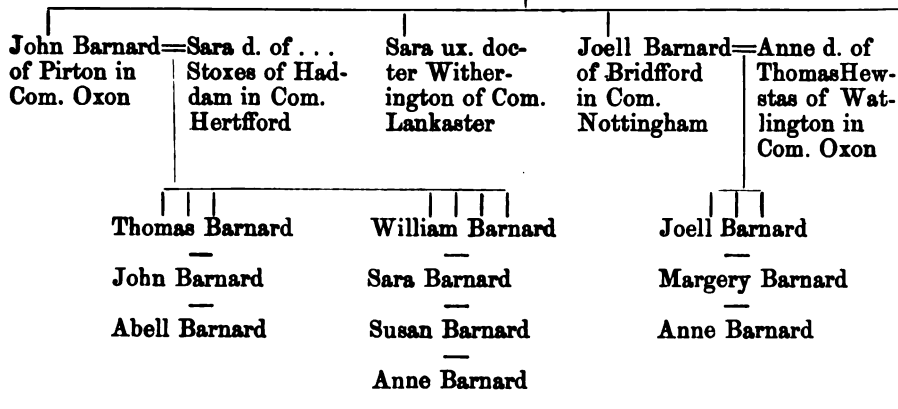 John Barnard=Sara d. of . . .
of Pirton in
Com. Oxon
Stoxes of Had-
dam in Com.
Hertfford
Sara ux. doc-
ter Wither-
ington of Com.
Lankaster
Joell Barnard=Anne d. of
of Bridfford
in Com.
Nottingham
ThomasHew-
stas of Wat-
lington in
Com. Oxon
Thomas Barnard
John Barnard
Abell Barnard
William Barnard
Sara Barnard
Susan Barnard
Anne Barnard
Joell Barnard
Margery Barnard
Anne Barnard